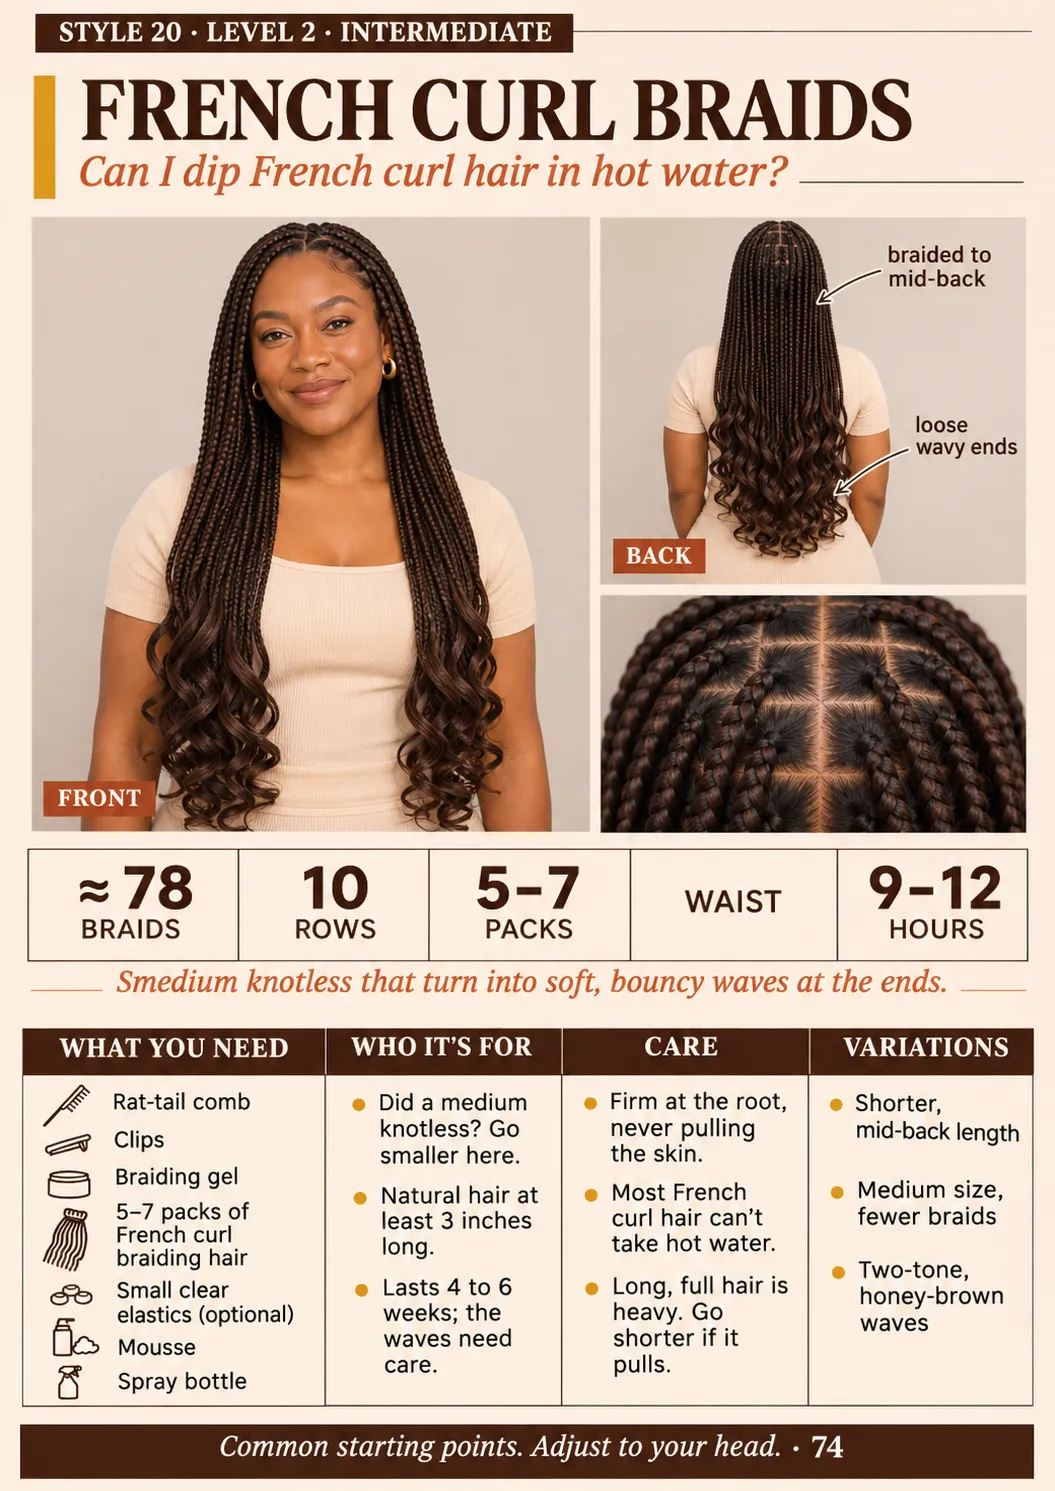 STYLE 20 · LEVEL 2 · INTERMEDIATE
FRENCH CURL BRAIDS
Can I dip French curl hair in hot water?
braided to
mid-back
loose
wavy ends
BACK
FRONT
≈ 78
BRAIDS
10
ROWS
5–7
PACKS
WAIST
9–12
HOURS
Smedium knotless that turn into soft, bouncy waves at the ends.
WHAT YOU NEED
Rat-tail comb
Clips
Braiding gel
5–7 packs of
French curl
braiding hair
Small clear
elastics (optional)
Mousse
Spray bottle
WHO IT’S FOR
Did a medium
knotless? Go
smaller here.
Natural hair at
least 3 inches
long.
Lasts 4 to 6
weeks; the
waves need
care.
CARE
Firm at the root,
never pulling
the skin.
Most French
curl hair can’t
take hot water.
Long, full hair is
heavy. Go
shorter if it
pulls.
VARIATIONS
Shorter,
mid-back length
Medium size,
fewer braids
Two-tone,
honey-brown
waves
Common starting points. Adjust to your head. · 74